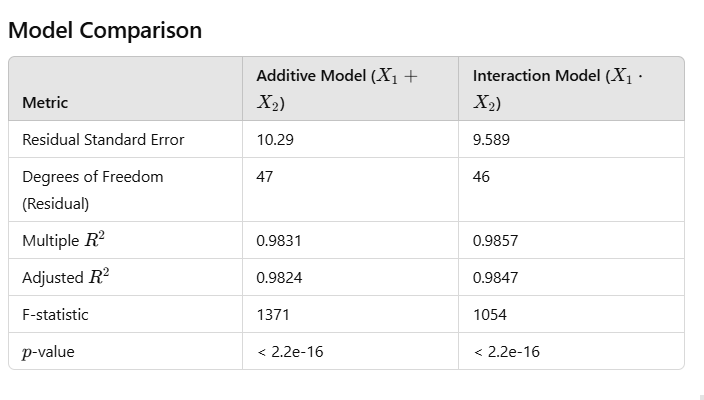 Model Comparison
Metric	Additive Model (X₁ +
X₂)	Interaction Model (X₁ ·
X₂)
Residual Standard Error	10.29	9.589
Degrees of Freedom
(Residual)	47	46
Multiple R²	0.9831	0.9857
Adjusted R²	0.9824	0.9847
F-statistic	1371	1054
p-value	< 2.2e-16	< 2.2e-16